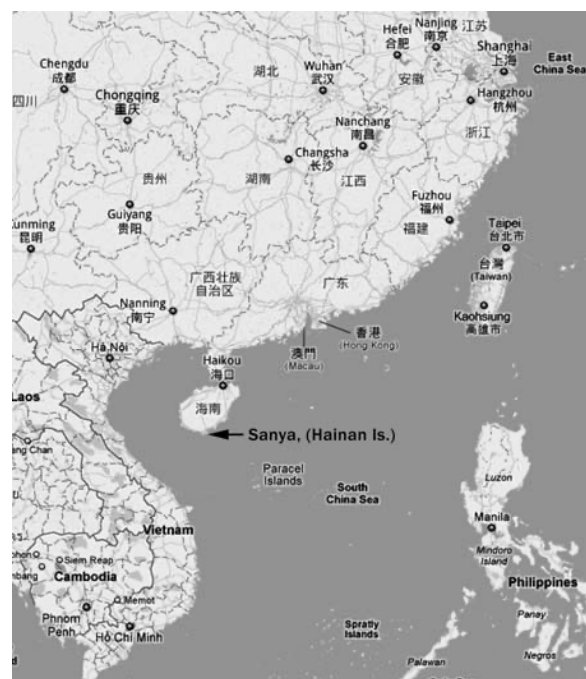 Nanjing
南京
江苏
Hefei
合肥
Shanghai
上海
East
China Sea
Chengdu
成都
湖北
Wuhan
武汉
安徽
Hangzhou
杭州
四川
Chongqing
重庆
浙江
Nanchang
南昌
Changsha
长沙
湖南
江西
贵州
Guiyang
贵阳
Fuzhou
福州
福建
Kunming
昆明
Taipei
台北市
台灣
(Taiwan)
广西壮族
自治区
广东
Nanning
南宁
Kaohsiung
高雄市
香港
(Hong Kong)
澳門
(Macau)
Hà Nội
Haikou
海口
海南
Laos
Sanya, (Hainan Is.)
Paracel
Islands
South
China Sea
Luzon
Vietnam
Manila
Mindoro
Island
Siem Reap
Cambodia
Philippines
Memot
Phnom
Penh
Hồ Chí Minh
Spratly
Islands
Panay
Negros
Palawan